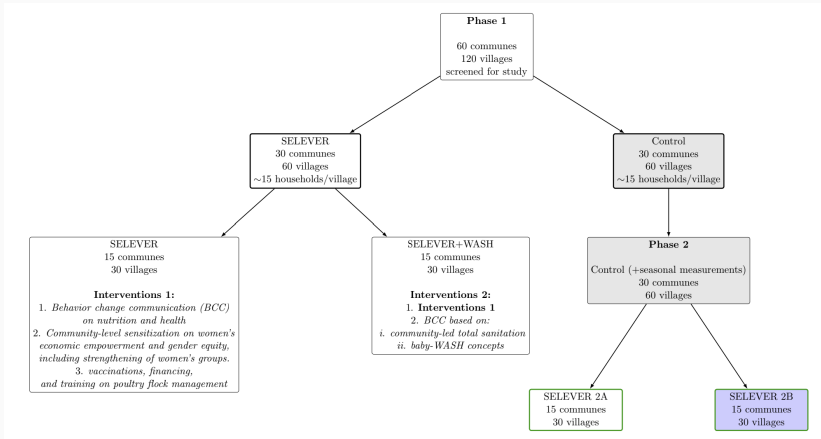 Phase 1
60 communes
120 villages
screened for study
SELEVER
30 communes
60 villages
~15 households/village
Control
30 communes
60 villages
~15 households/village
SELEVER
15 communes
30 villages
Interventions 1:
1. Behavior change communication (BCC)
on nutrition and health
2. Community-level sensitization on women's
economic empowerment and gender equity,
including strengthening of women's groups.
3. vaccinations, financing,
and training on poultry flock management
SELEVER+WASH
15 communes
30 villages
Interventions 2:
1. Interventions 1
2. BCC based on:
i. community-led total sanitation
ii. baby-WASH concepts
Phase 2
Control (+seasonal measurements)
30 communes
60 villages
SELEVER 2A
15 communes
30 villages
SELEVER 2B
15 communes
30 villages